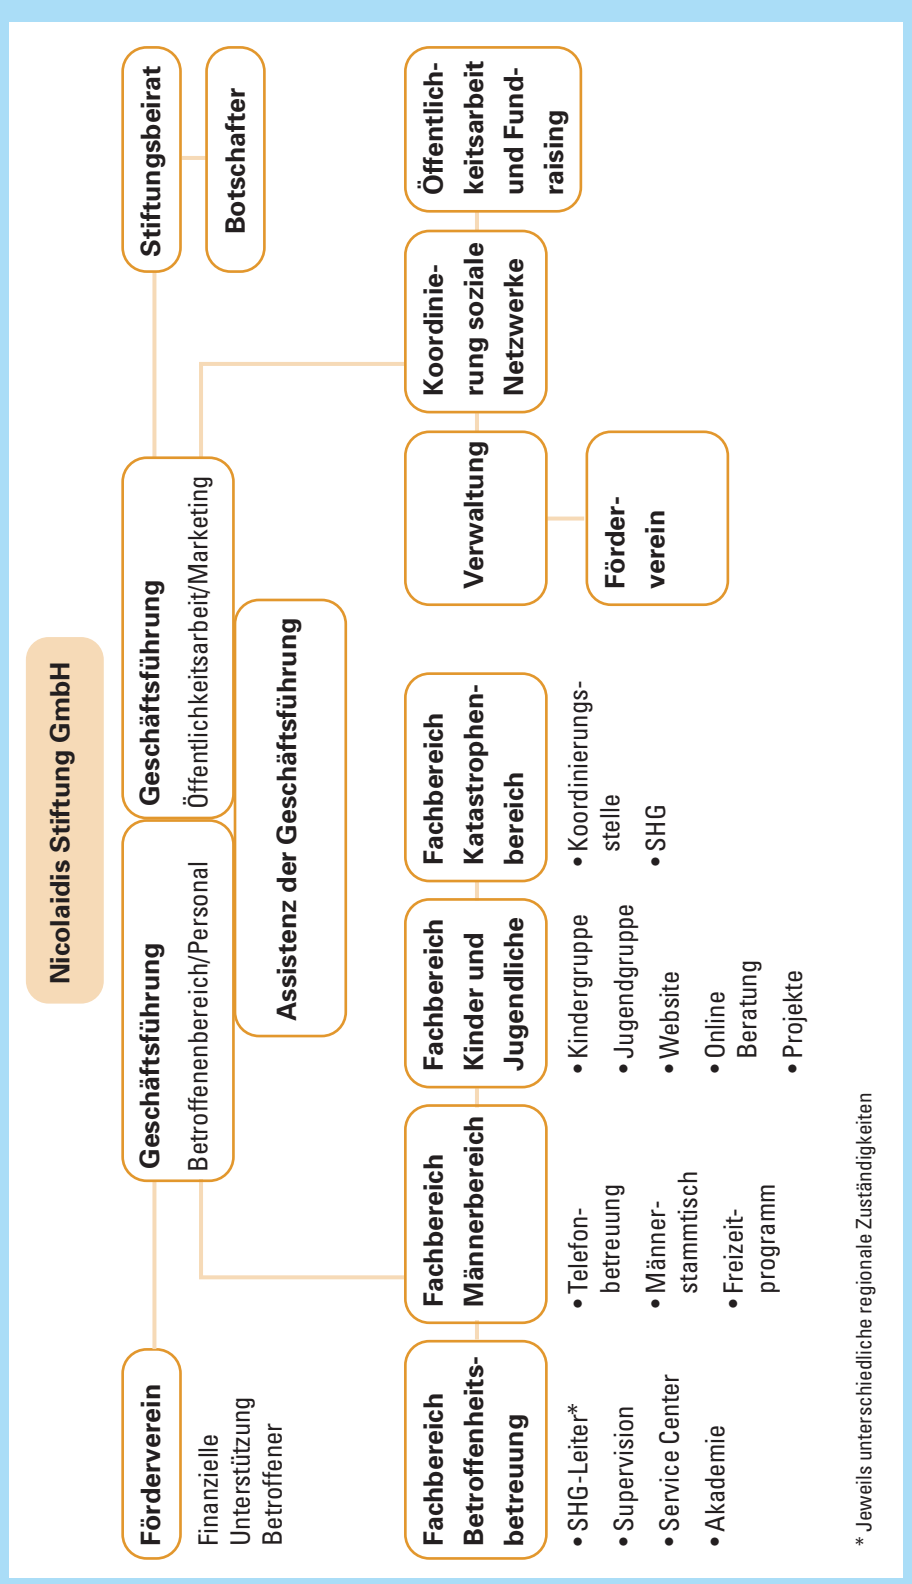 Nicolaidis Stiftung GmbH
Förderverein
Finanzielle
Unterstützung
Betroffener
Geschäftsführung
Betroffenenbereich/Personal
Geschäftsführung
Öffentlichkeitsarbeit/Marketing
Assistenz der Geschäftsführung
Stiftungsbeirat
Botschafter
Fachbereich
Betroffenheits-
betreuung
• SHG-Leiter*
• Supervision
• Service Center
• Akademie
Fachbereich
Männerbereich
• Telefon-
betreuung
• Männer-
stammtisch
• Freizeit-
programm
Fachbereich
Kinder und
Jugendliche
• Kindergruppe
• Jugendgruppe
• Website
• Online
Beratung
• Projekte
Fachbereich
Katastrophen-
bereich
• Koordinierungs-
stelle
• SHG
Verwaltung
Förder-
verein
Koordinie-
rung soziale
Netzwerke
Öffentlich-
keitsarbeit
und Fund-
raising
* Jeweils unterschiedliche regionale Zuständigkeiten